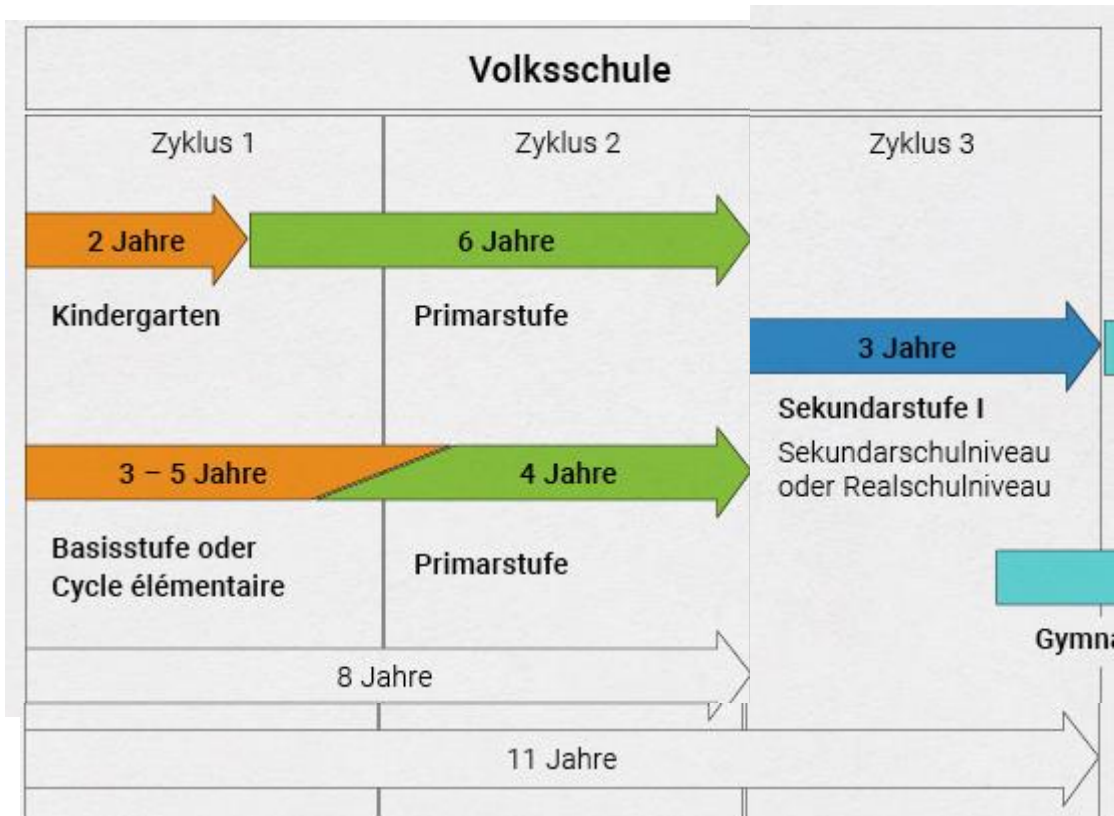 Volksschule
Zyklus 1
Zyklus 2
Zyklus 3
2 Jahre
6 Jahre
Kindergarten
Primarstufe
3 Jahre
Sekundarstufe I
Sekundarschulniveau
oder Realschulniveau
3 – 5 Jahre
4 Jahre
Basisstufe oder
Cycle élémentaire
Primarstufe
Gymna
8 Jahre
11 Jahre